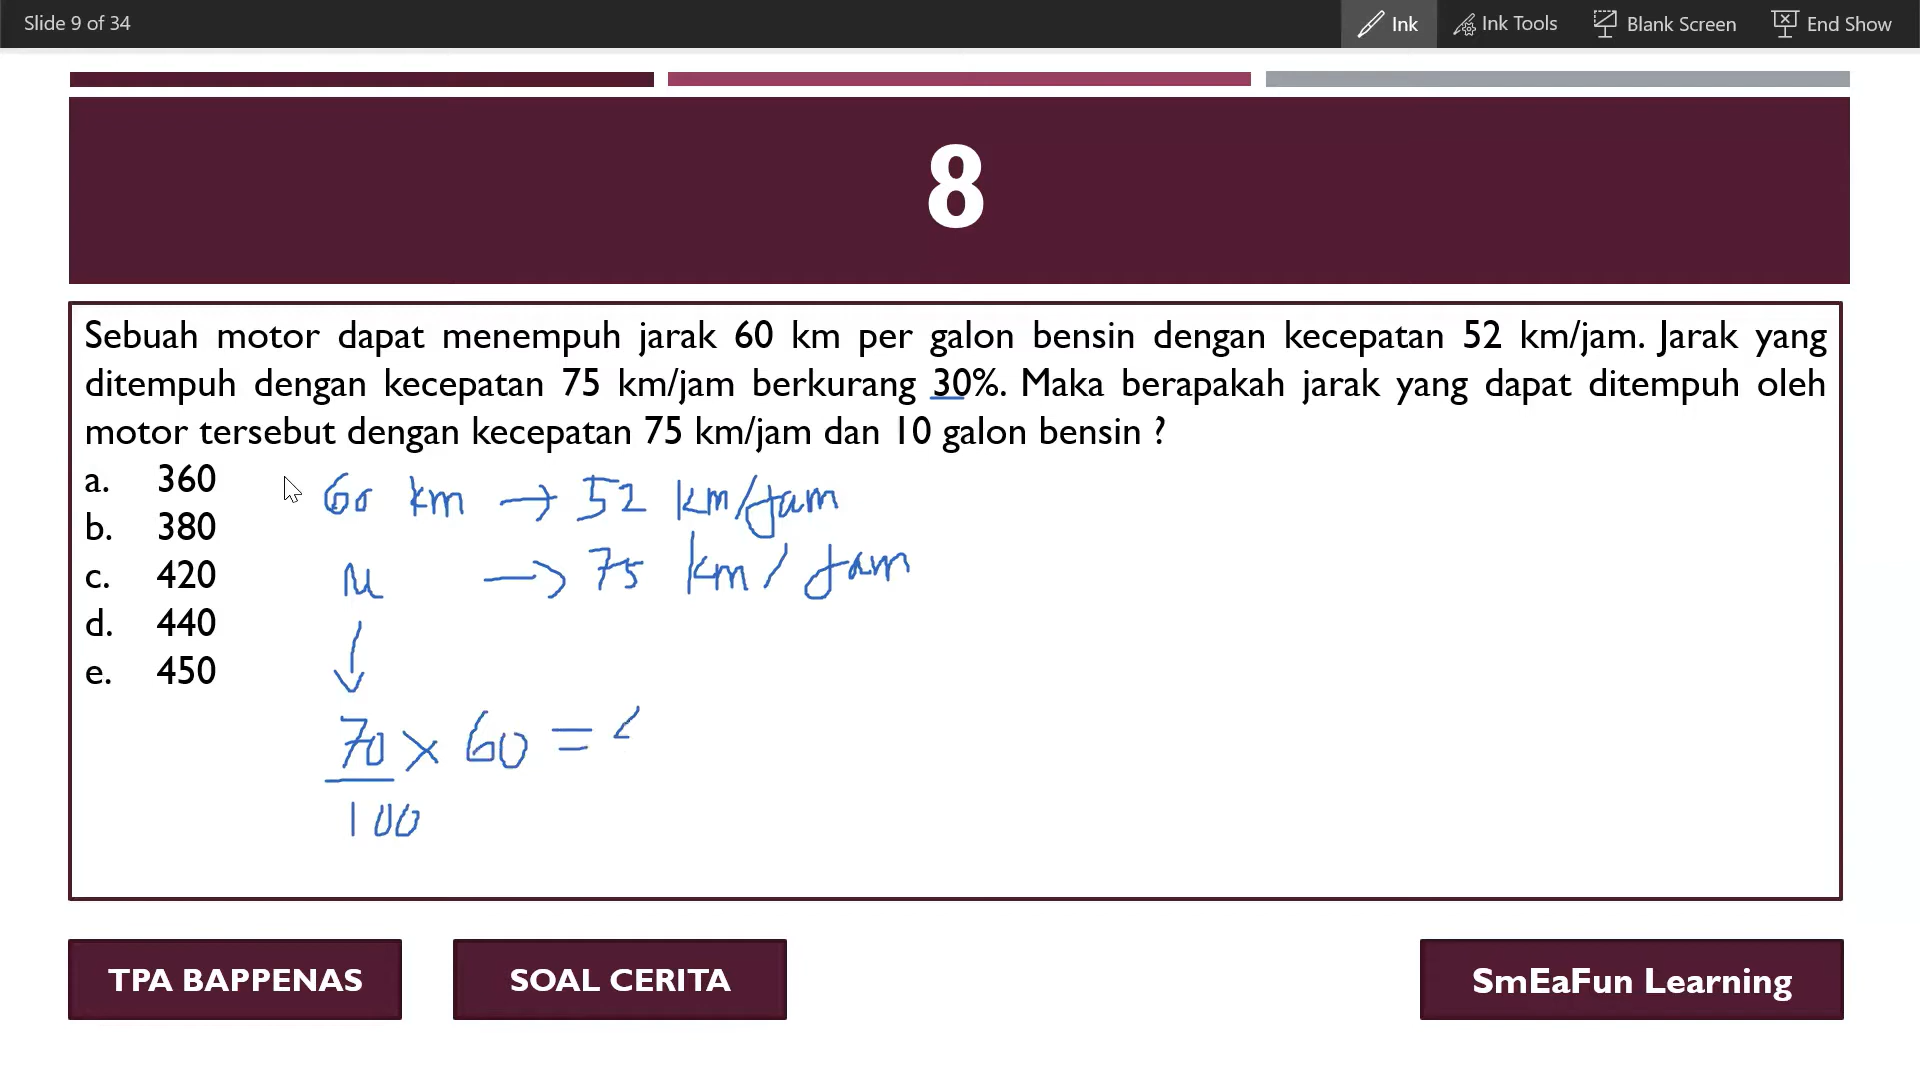 Slide 9 of 34
Ink
Ink Tools
Blank Screen
End Show
8
Sebuah motor dapat menempuh jarak 60 km per galon bensin dengan kecepatan 52 km/jam. Jarak yang
ditempuh dengan kecepatan 75 km/jam berkurang 30%. Maka berapakah jarak yang dapat ditempuh oleh
motor tersebut dengan kecepatan 75 km/jam dan 10 galon bensin ?
a. 360
b. 380
c. 420
d. 440
e. 450
60 km → 52 km/jam
→ 75 km/jam
↓
70 × 60 =
100
TPA BAPPENAS
SOAL CERITA
SmEaFun Learning